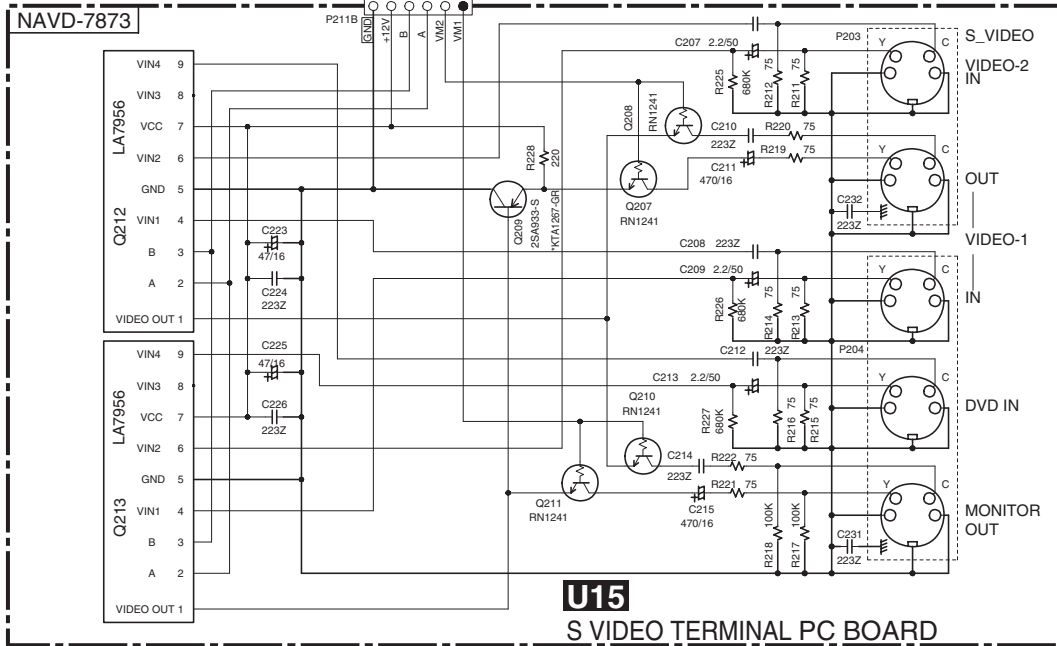 NAVD-7873
P211B
GND
+12V
B
A
VM2
VM1
LA7956
Q212
VIN4 9
VIN3 8
VCC 7
VIN2 6
GND 5
VIN1 4
B 3
A 2
VIDEO OUT 1
LA7956
Q213
VIN4 9
VIN3 8
VCC 7
VIN2 6
GND 5
VIN1 4
B 3
A 2
VIDEO OUT 1
C223
47/16
C224
223Z
C225
47/16
C226
223Z
R228
220
Q209
2SA933-S
*KTA1267-GR
Q208
RN1241
Q207
RN1241
Q210
RN1241
Q211
RN1241
C207 2.2/50
R225
680K
R212 75
R211 75
C210
223Z
R220 75
R219 75
C211
470/16
C232
223Z
C208 223Z
C209 2.2/50
R226
680K
R214 75
R213 75
C212 223Z
C213 2.2/50
R227
680K
R216 75
R215 75
C214
223Z
R222 75
R221 75
C215
470/16
R218 100K
R217 100K
C231
223Z
P203
Y C
S_VIDEO
VIDEO-2
IN
Y C
OUT
VIDEO-1
Y C
IN
P204
Y C
DVD IN
Y C
MONITOR
OUT
U15
S VIDEO TERMINAL PC BOARD